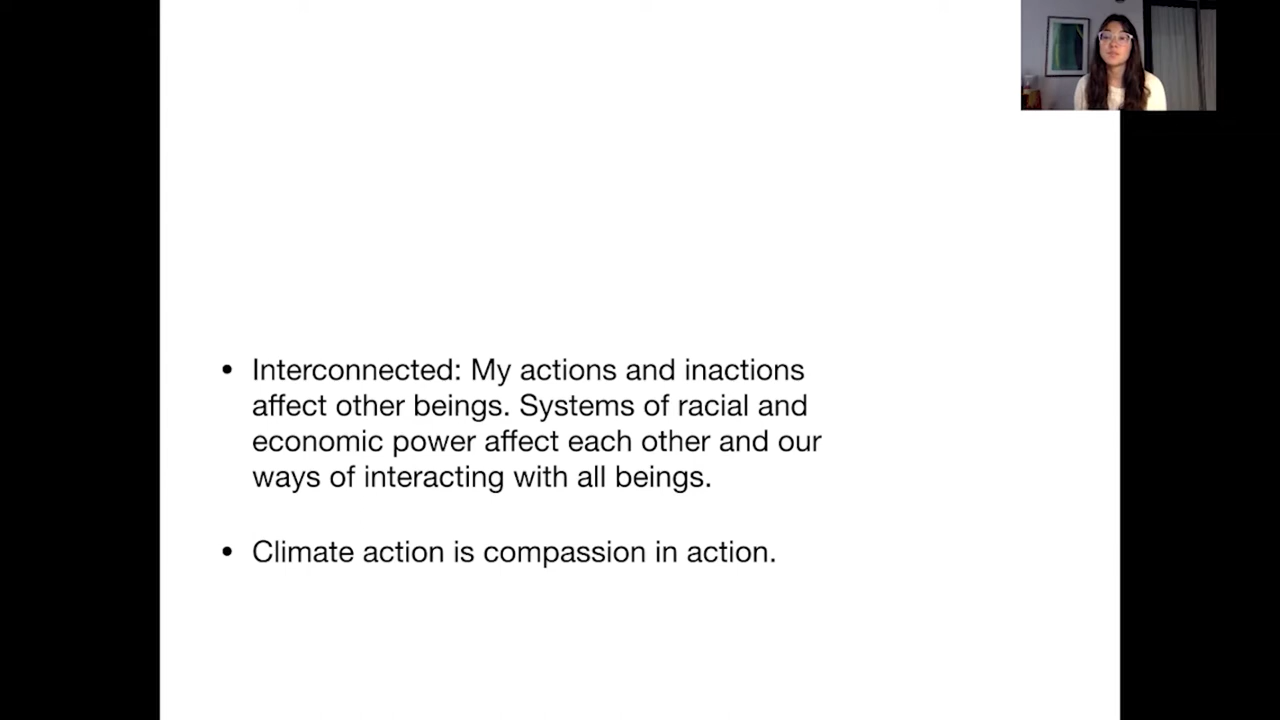 • Interconnected: My actions and inactions
affect other beings. Systems of racial and
economic power affect each other and our
ways of interacting with all beings.
• Climate action is compassion in action.